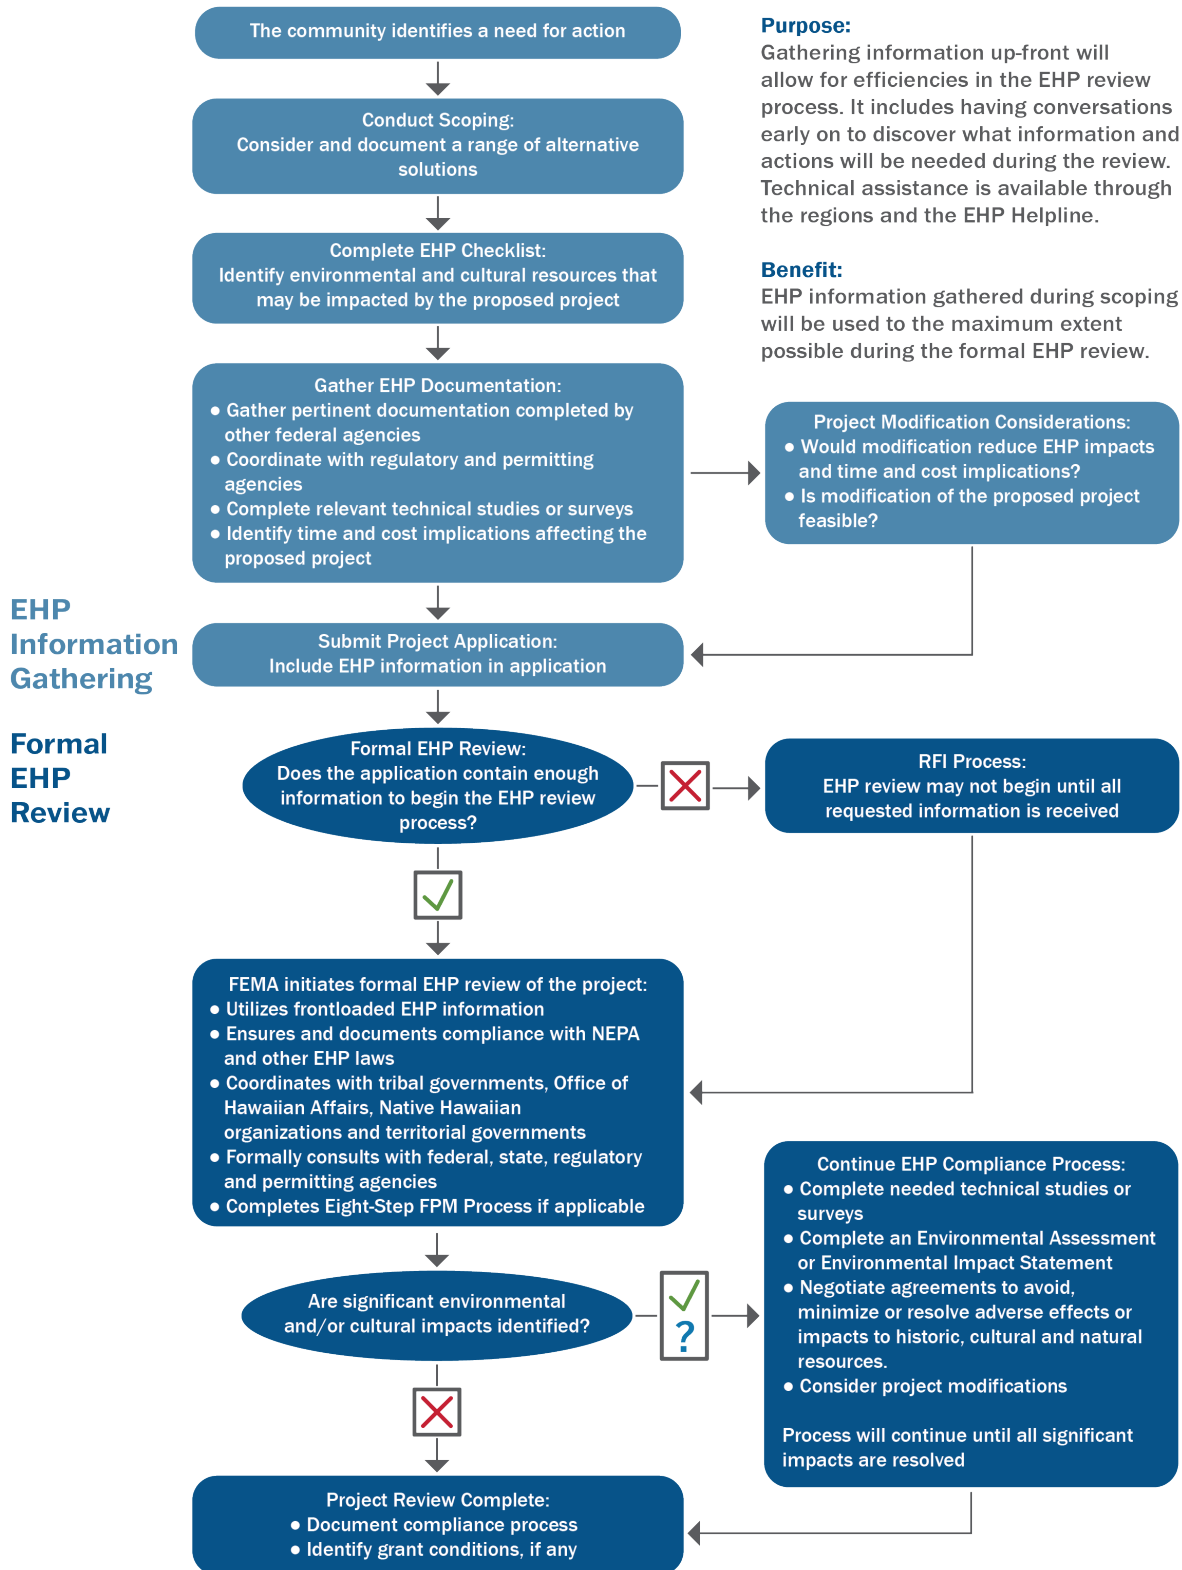 The community identifies a need for action
Conduct Scoping:
Consider and document a range of alternative
solutions
Complete EHP Checklist:
Identify environmental and cultural resources that
may be impacted by the proposed project
Gather EHP Documentation:
● Gather pertinent documentation completed by
other federal agencies
● Coordinate with regulatory and permitting
agencies
● Complete relevant technical studies or surveys
● Identify time and cost implications affecting the
proposed project
Purpose:
Gathering information up-front will
allow for efficiencies in the EHP review
process. It includes having conversations
early on to discover what information and
actions will be needed during the review.
Technical assistance is available through
the regions and the EHP Helpline.
Benefit:
EHP information gathered during scoping
will be used to the maximum extent
possible during the formal EHP review.
Project Modification Considerations:
● Would modification reduce EHP impacts
and time and cost implications?
● Is modification of the proposed project
feasible?
EHP
Information
Gathering
Submit Project Application:
Include EHP information in application
Formal
EHP
Review
Formal EHP Review:
Does the application contain enough
information to begin the EHP review
process?
RFI Process:
EHP review may not begin until all
requested information is received
FEMA initiates formal EHP review of the project:
● Utilizes frontloaded EHP information
● Ensures and documents compliance with NEPA
and other EHP laws
● Coordinates with tribal governments, Office of
Hawaiian Affairs, Native Hawaiian
organizations and territorial governments
● Formally consults with federal, state, regulatory
and permitting agencies
● Completes Eight-Step FPM Process if applicable
Are significant environmental
and/or cultural impacts identified?
?
Continue EHP Compliance Process:
● Complete needed technical studies or
surveys
● Complete an Environmental Assessment
or Environmental Impact Statement
● Negotiate agreements to avoid,
minimize or resolve adverse effects or
impacts to historic, cultural and natural
resources.
● Consider project modifications
Process will continue until all significant
impacts are resolved
Project Review Complete:
● Document compliance process
● Identify grant conditions, if any